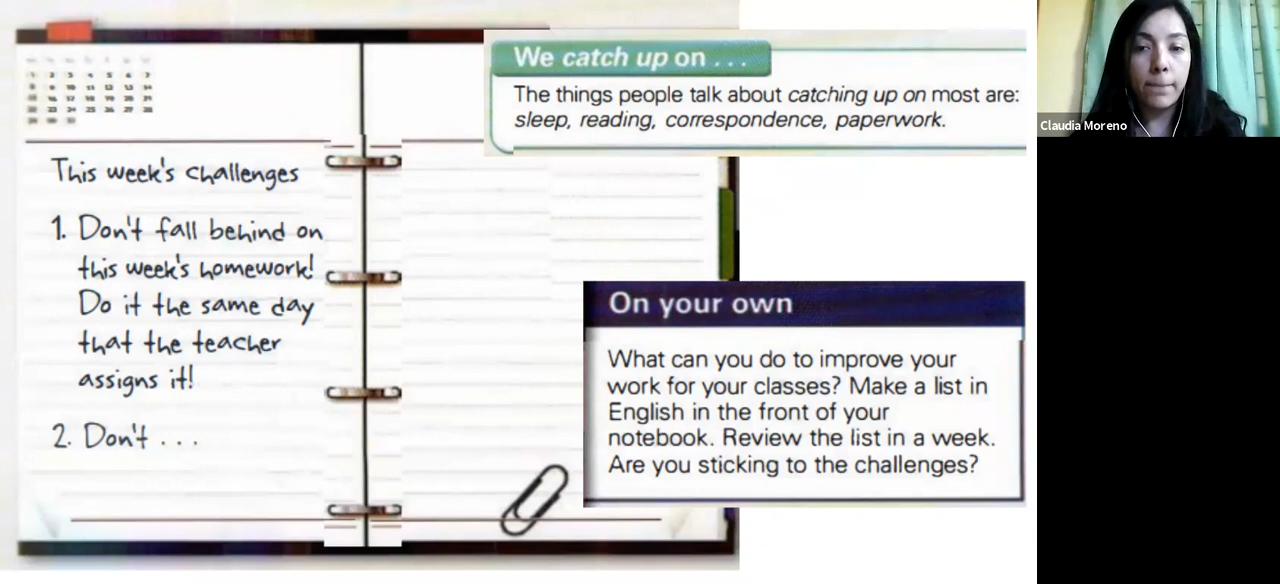 This week's challenges
1. Don't fall behind on
this week's homework!
Do it the same day
that the teacher
assigns it!
2. Don't . . .
We catch up on . . .
The things people talk about catching up on most are:
sleep, reading, correspondence, paperwork.
On your own
What can you do to improve your
work for your classes? Make a list in
English in the front of your
notebook. Review the list in a week.
Are you sticking to the challenges?
Claudia Moreno